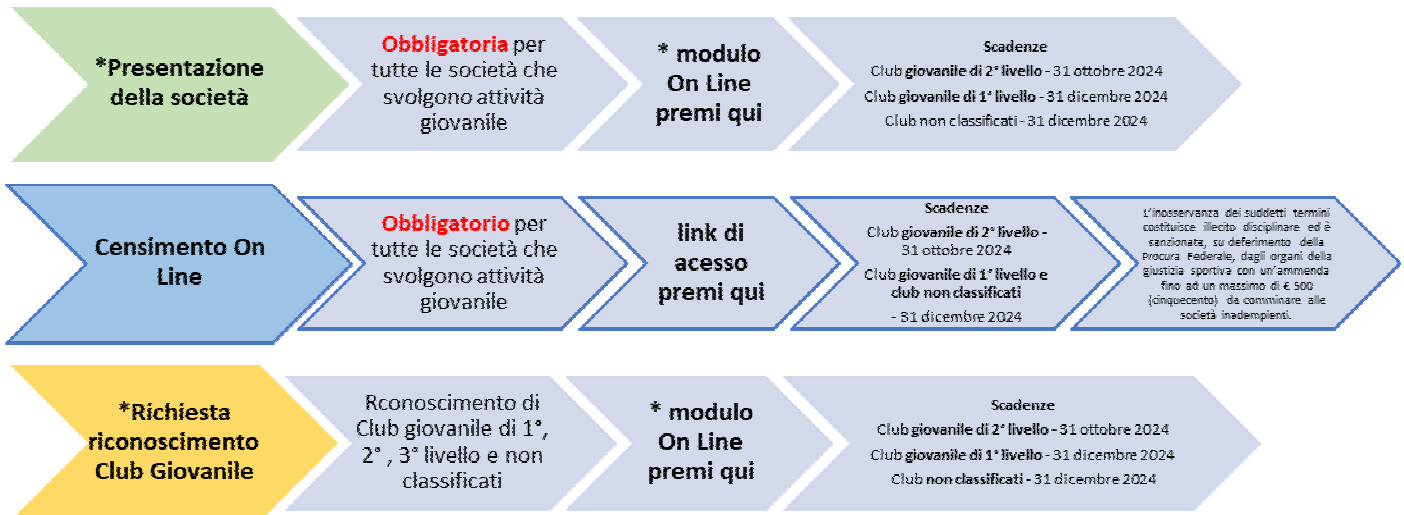 *Presentazione
della società
Obbligatoria per
tutte le società che
svolgono attività
giovanile
* modulo
On Line
premi qui
Scadenze
Club giovanile di 2° livello - 31 ottobre 2024
Club giovanile di 1° livello - 31 dicembre 2024
Club non classificati - 31 dicembre 2024
Censimento On
Line
Obbligatorio per
tutte le società che
svolgono attività
giovanile
link di
acesso
premi qui
Scadenze
Club giovanile di 2° livello -
31 ottobre 2024
Club giovanile di 1° livello e
club non classificati
- 31 dicembre 2024
L'inosservanza dei suddetti termini
costituisce illecito disciplinare ed è
sanzionata, su deferimento della
Procura Federale, dagli organi della
giustizia sportiva con un'ammenda
fino ad un massimo di € 500
(cinquecento) da comminare alle
società inadempienti.
*Richiesta
riconoscimento
Club Giovanile
Rconoscimento di
Club giovanile di 1°,
2° , 3° livello e non
classificati
* modulo
On Line
premi qui
Scadenze
Club giovanile di 2° livello - 31 ottobre 2024
Club giovanile di 1° livello - 31 dicembre 2024
Club non classificati - 31 dicembre 2024